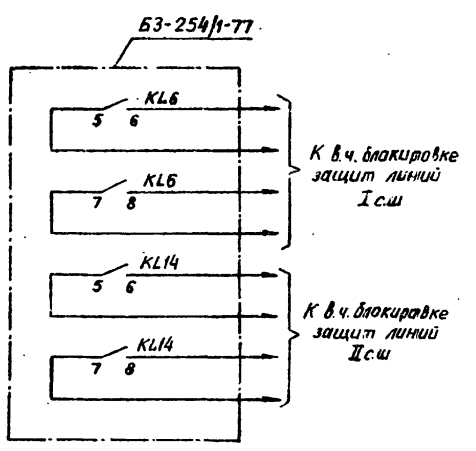 БЗ-254/1-77
KL6
5 6
KL6
7 8
К в.ч. блокировке
защит линий
I с.ш
KL14
5 6
KL14
7 8
К в.ч. блокировке
защит линий
II с.ш